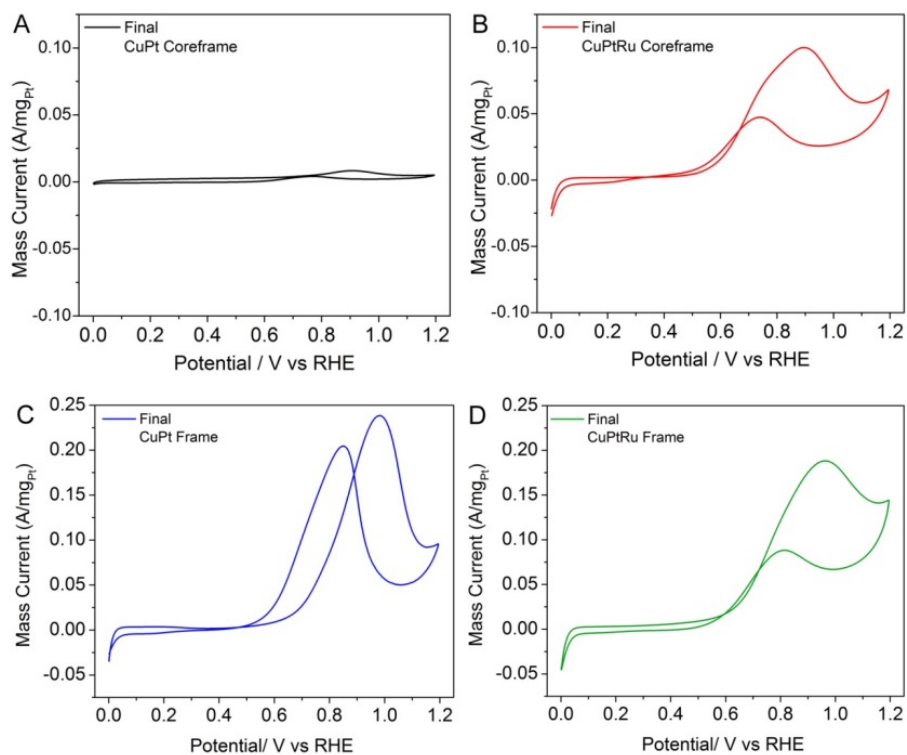 A
Final
CuPt Coreframe
Mass Current (A/mgPt)
0.10
0.05
0.00
-0.05
-0.10
0.0 0.2 0.4 0.6 0.8 1.0 1.2
Potential / V vs RHE
B
Final
CuPtRu Coreframe
Mass Current (A/mgPt)
0.10
0.05
0.00
-0.05
-0.10
0.0 0.2 0.4 0.6 0.8 1.0 1.2
Potential / V vs RHE
C
Final
CuPt Frame
Mass Current (A/mgPt)
0.25
0.20
0.15
0.10
0.05
0.00
-0.05
0.0 0.2 0.4 0.6 0.8 1.0 1.2
Potential/ V vs RHE
D
Final
CuPtRu Frame
Mass Current (A/mgPt)
0.25
0.20
0.15
0.10
0.05
0.00
-0.05
0.0 0.2 0.4 0.6 0.8 1.0 1.2
Potential/ V vs RHE